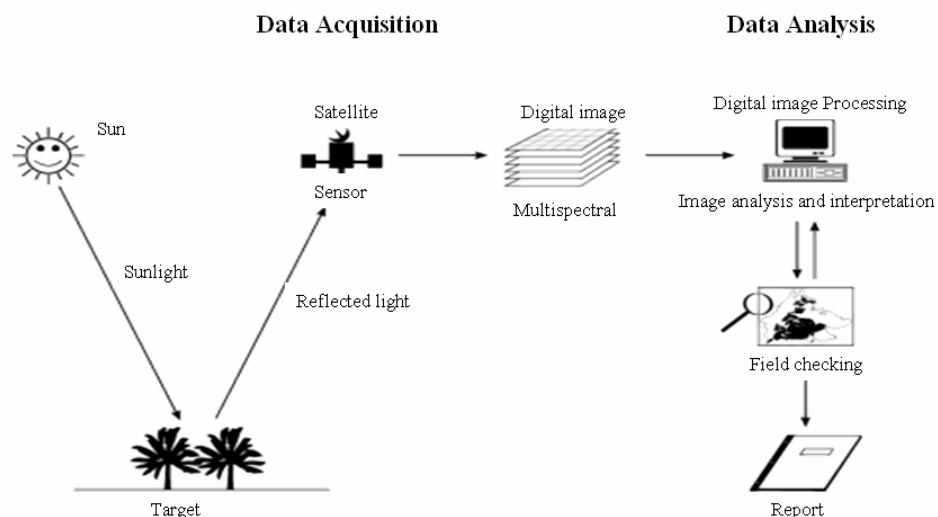 Data Acquisition
Data Analysis
Sun
Satellite
Sensor
Digital image
Multispectral
Digital image Processing
Image analysis and interpretation
Sunlight
Reflected light
Field checking
Target
Report